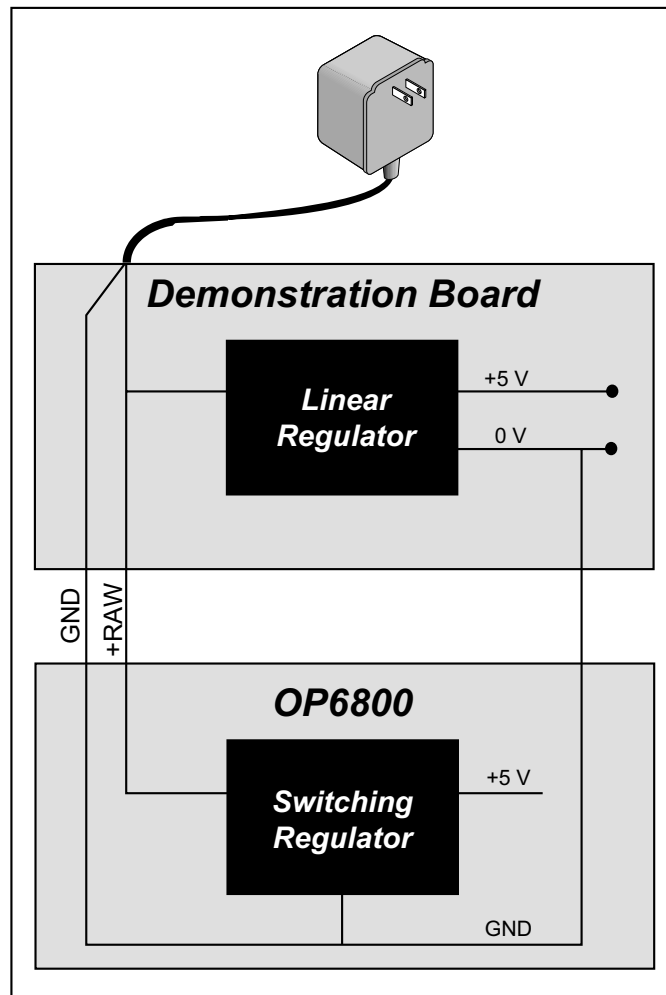 Demonstration Board
Linear
Regulator
+5 V
0 V
GND
+RAW
OP6800
Switching
Regulator
+5 V
GND